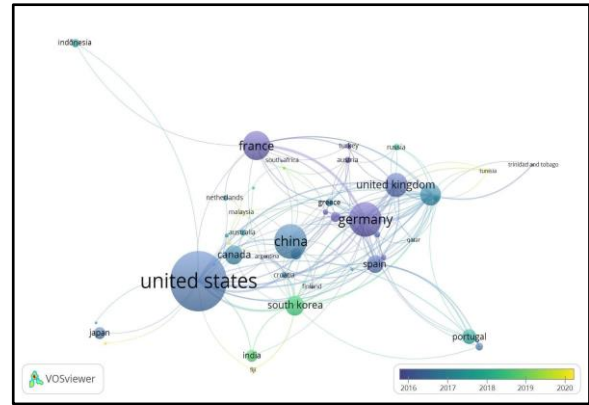 indonesia
france
turkey
russia
south africa
austria
tunisia
trinidad and tobago
united kingdom
netherlands
greece
malaysia
germany
australia
china
qatar
canada
argentina
spain
croatia
united states
finland
south korea
japan
portugal
india
fiji
VOSviewer
2016 2017 2018 2019 2020